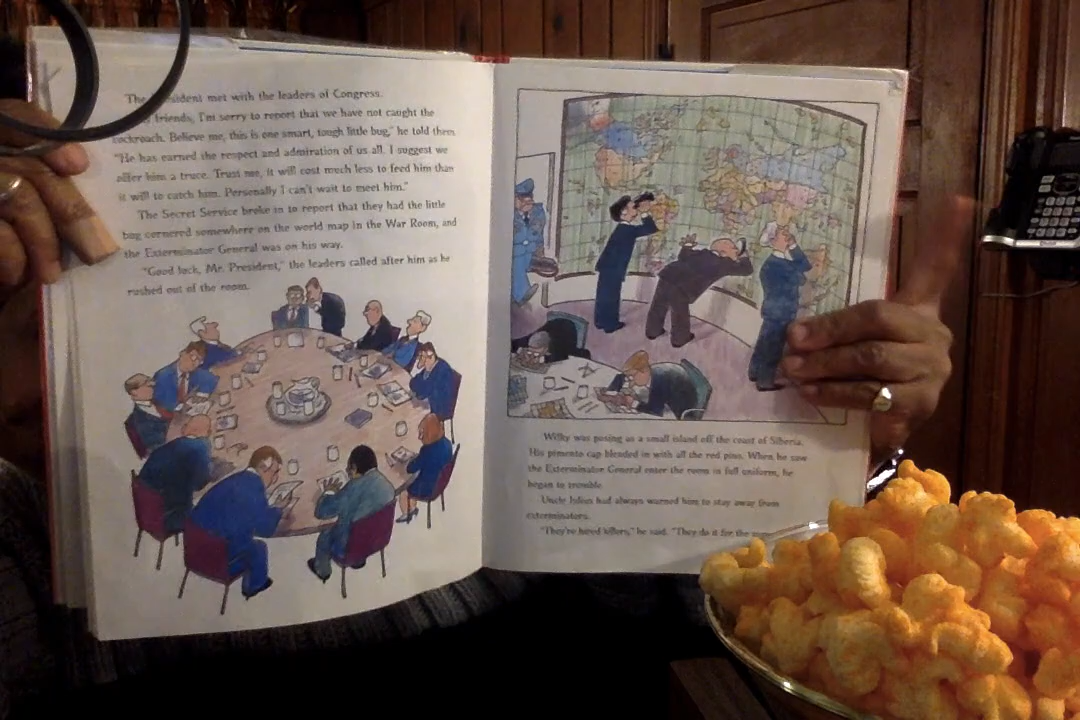 The President met with the leaders of Congress.
friends, I'm sorry to report that we have not caught the
cockroach. Believe me, this is one smart, tough little bug," he told them.
"He has earned the respect and admiration of us all. I suggest we
offer him a truce. Trust me, it will cost much less to feed him than
it will to catch him. Personally I can't wait to meet him."
The Secret Service broke in to report that they had the little
bug cornered somewhere on the world map in the War Room, and
the Exterminator General was on his way.
"Good luck, Mr. President," the leaders called after him as he
rushed out of the room.
Wilky was posing as a small island off the coast of Siberia.
His pimento cap blended in with all the red pins. When he saw
the Exterminator General enter the room in full uniform, he
began to tremble.
Uncle Julius had always warned him to stay away from
exterminators.
"They're hired killers," he said. "They do it for the